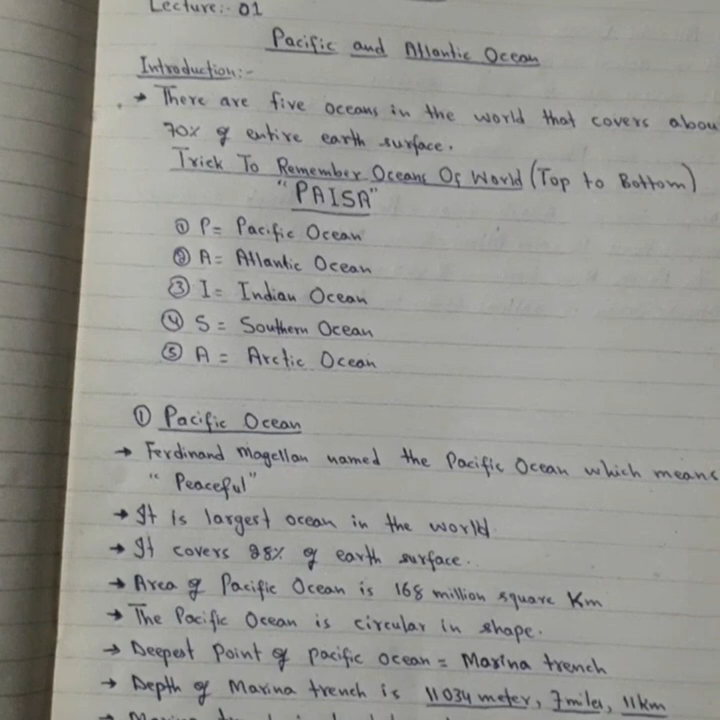 Lecture:- 01
Pacific and Atlantic Ocean
Introduction:-
→ There are five oceans in the world that covers abou
70% of entire earth surface.
Trick To Remember Oceans Of World (Top to Bottom)
"PAISA"
① P= Pacific Ocean
② A= Atlantic Ocean
③ I= Indian Ocean
④ S = Southern Ocean
⑤ A = Arctic Ocean
① Pacific Ocean
→ Ferdinand Magellan named the Pacific Ocean which means
"Peaceful"
→ It is largest ocean in the world
→ It covers 28% of earth surface.
→ Area of Pacific Ocean is 168 million square Km
→ The Pacific Ocean is circular in shape.
→ Deepest Point of pacific ocean = Marina trench
→ Depth of Marina trench is 11034 meter, 7miles, 11km